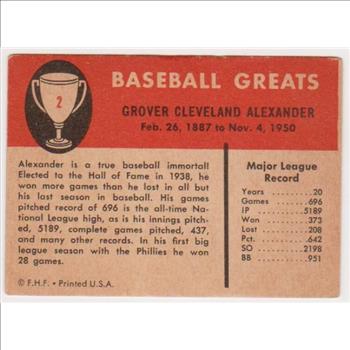 2
BASEBALL GREATS
GROVER CLEVELAND ALEXANDER
Feb. 26, 1887 to Nov. 4, 1950
Alexander is a true baseball immortal!
Elected to the Hall of Fame in 1938, he
won more games than he lost in all but
his last season in baseball. His games
pitched record of 696 is the all-time Na-
tional League high, as is his innings pitch-
ed, 5189, complete games pitched, 437,
and many other records. In his first big
league season with the Phillies he won
28 games.
© F.H.F. • Printed U.S.A.
Major League
Record
Years ..........20
Games ........696
IP ............5189
Won ..........373
Lost ..........208
Pct. ..........642
SO ..........2198
BB ...........951